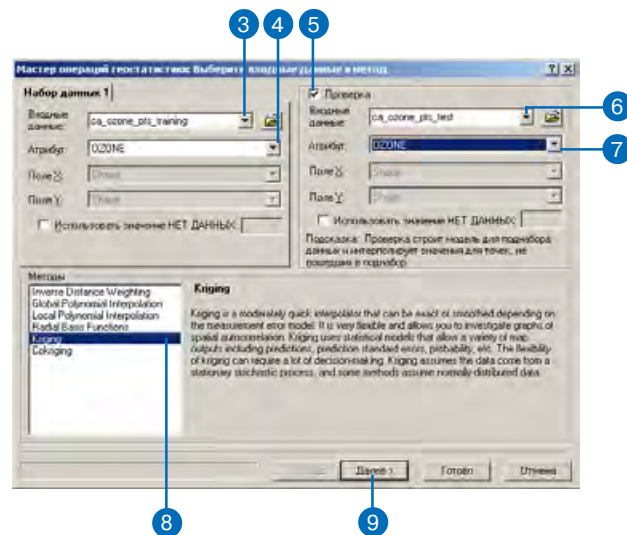 3 4 5
Мастер операций геостатистики: Выберите входные данные и метод
Набор данных 1
Входные данные:
ca_ozone_pts_training
Атрибут:
OZONE
Поле X:
Shape
Поле Y:
Shape
Использовать значение НЕТ ДАННЫХ:
Проверка
Входные данные:
ca_ozone_pts_test
6
Атрибут:
OZONE
7
Поле X:
Shape
Поле Y:
Shape
Использовать значение НЕТ ДАННЫХ:
Подсказка: Проверка строит модель для поднабора
данных и интерполирует значения для точек, не
вошедших в поднабор.
Методы
Inverse Distance Weighting
Global Polynomial Interpolation
Local Polynomial Interpolation
Radial Basis Functions
Kriging
Cokriging
Kriging
Kriging is a moderately quick interpolator that can be exact or smoothed depending on
the measurement error model. It is very flexible and allows you to investigate graphs of
spatial autocorrelation. Kriging uses statistical models that allow a variety of map
outputs including predictions, prediction standard errors, probability, etc. The flexibility
of kriging can require a lot of decision-making. Kriging assumes the data come from a
stationary stochastic process, and some methods assume normally-distributed data.
Далее >
Готово
Отмена
8 9